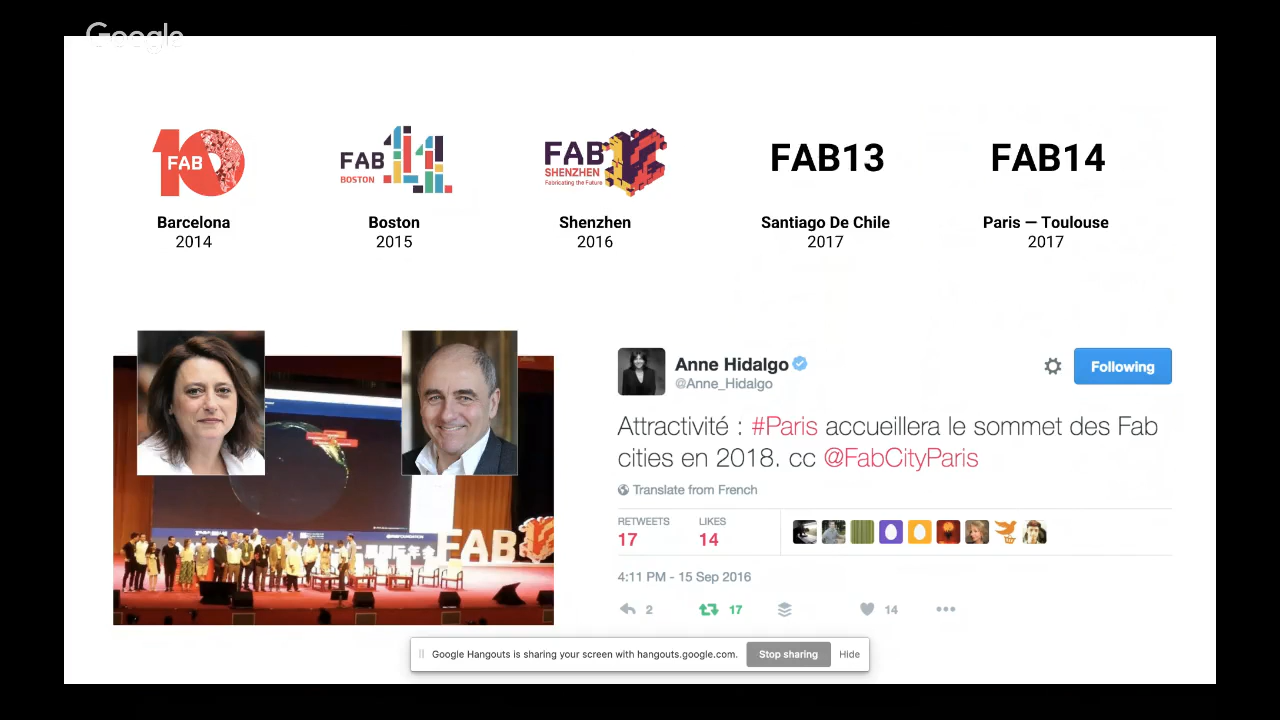 Google
FAB
10
FAB
BOSTON
11
FAB
SHENZHEN
Fabricating the Future
12
FAB13
FAB14
Barcelona
2014
Boston
2015
Shenzhen
2016
Santiago De Chile
2017
Paris — Toulouse
2017
Anne Hidalgo
@Anne_Hidalgo
Following
Attractivité : #Paris accueillera le sommet des Fab
cities en 2018. cc @FabCityParis
Translate from French
RETWEETS
17
LIKES
14
4:11 PM - 15 Sep 2016
2
17
14
FAB
Google Hangouts is sharing your screen with hangouts.google.com.
Stop sharing
Hide